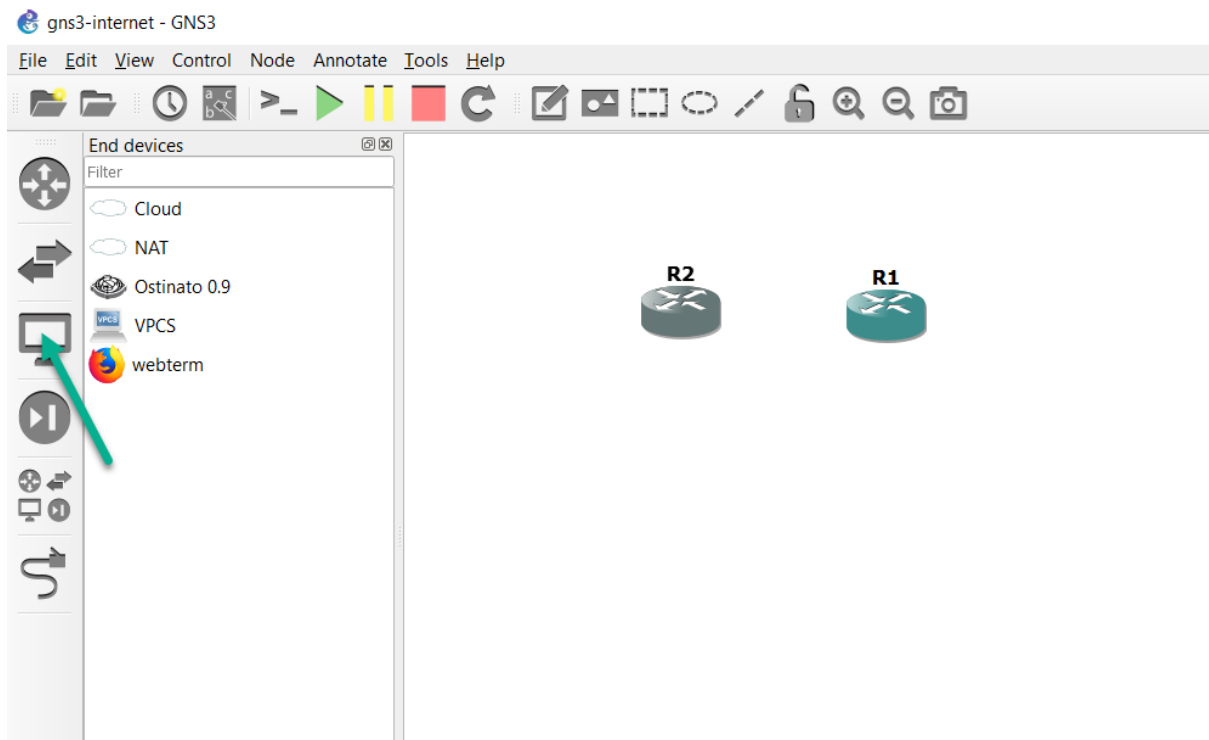 gns3-internet - GNS3
File Edit View Control Node Annotate Tools Help
End devices
Filter
Cloud
NAT
Ostinato 0.9
VPCS
VPCS
webterm
R2
R1